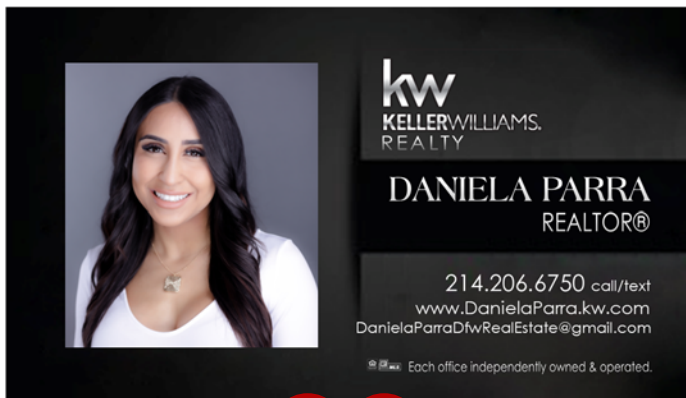 kw
KELLERWILLIAMS.
REALTY
DANIELA PARRA
REALTOR®
214.206.6750 call/text
www.DanielaParra.kw.com
DanielaParraDfwRealEstate@gmail.com
Each office independently owned & operated.